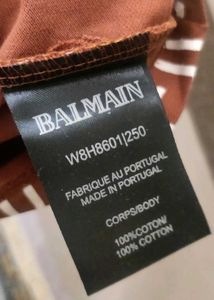 BALMAIN
W8H8601|250
FABRIQUE AU PORTUGAL
MADE IN PORTUGAL
CORPS/BODY
100%COTON/
100% COTTON